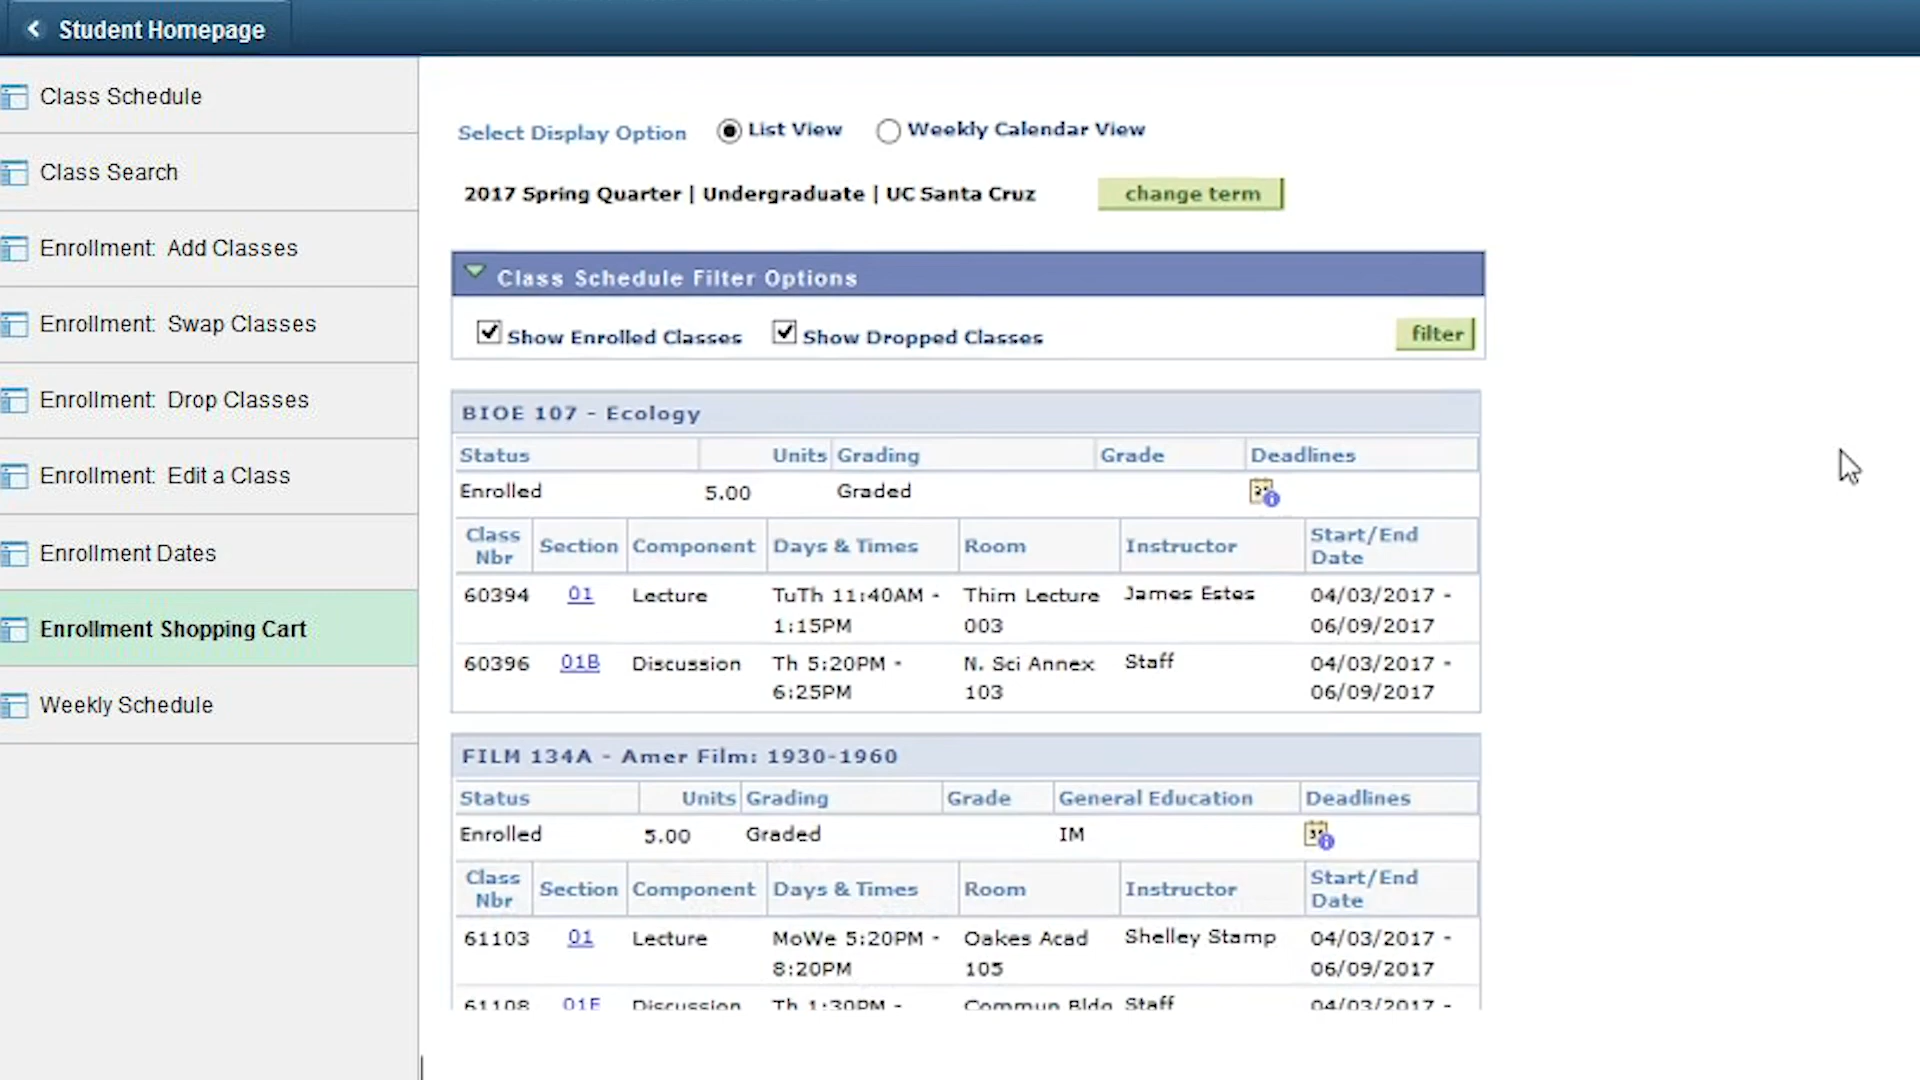 Student Homepage
Class Schedule
Class Search
Enrollment: Add Classes
Enrollment: Swap Classes
Enrollment: Drop Classes
Enrollment: Edit a Class
Enrollment Dates
Enrollment Shopping Cart
Weekly Schedule
Select Display Option List View Weekly Calendar View
2017 Spring Quarter | Undergraduate | UC Santa Cruz change term
Class Schedule Filter Options
Show Enrolled Classes Show Dropped Classes filter
BIOE 107 - Ecology
Status Units Grading Grade Deadlines
Enrolled 5.00 Graded
Class Nbr Section Component Days & Times Room Instructor Start/End Date
60394 01 Lecture TuTh 11:40AM - 1:15PM Thim Lecture 003 James Estes 04/03/2017 - 06/09/2017
60396 01B Discussion Th 5:20PM - 6:25PM N. Sci Annex 103 Staff 04/03/2017 - 06/09/2017
FILM 134A - Amer Film: 1930-1960
Status Units Grading Grade General Education Deadlines
Enrolled 5.00 Graded IM
Class Nbr Section Component Days & Times Room Instructor Start/End Date
61103 01 Lecture MoWe 5:20PM - 8:20PM Oakes Acad 105 Shelley Stamp 04/03/2017 - 06/09/2017
61108 01E Discussion Th 1:30PM - Commun Bldg Staff 04/03/2017 -